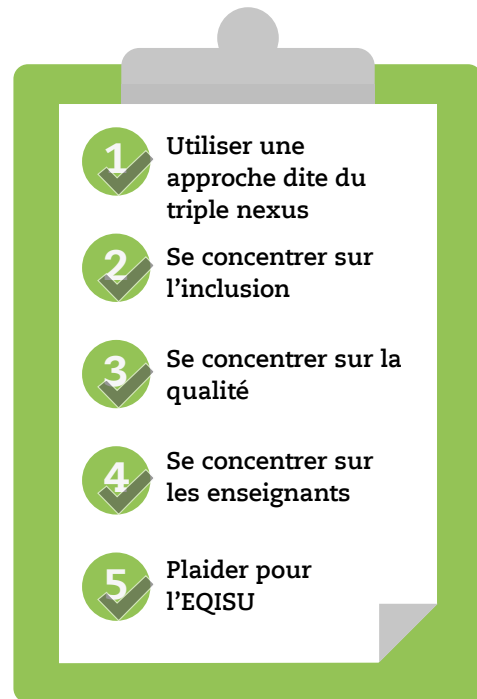 1
Utiliser une
approche dite du
triple nexus
2
Se concentrer sur
l’inclusion
3
Se concentrer sur la
qualité
4
Se concentrer sur
les enseignants
5
Plaider pour
l’EQISU